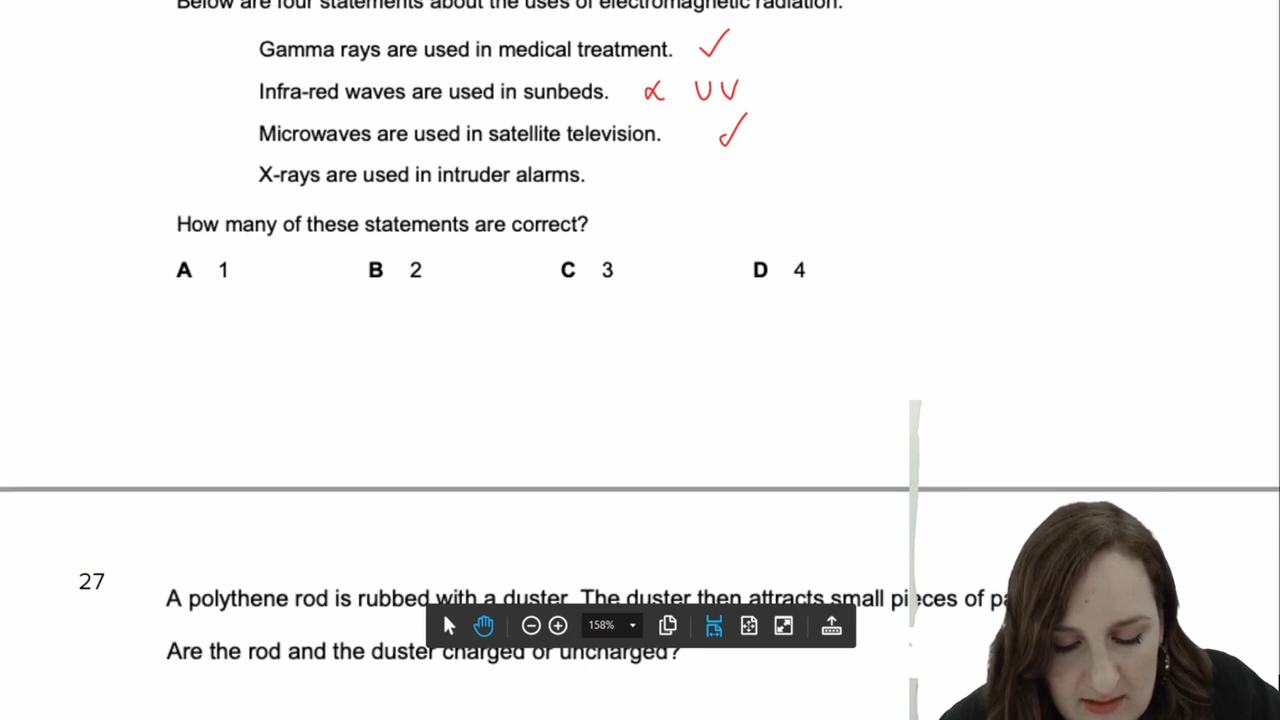 Below are four statements about the uses of electromagnetic radiation.
Gamma rays are used in medical treatment. ✓
Infra-red waves are used in sunbeds. x UV
Microwaves are used in satellite television. ✓
X-rays are used in intruder alarms.
How many of these statements are correct?
A 1 B 2 C 3 D 4
27
A polythene rod is rubbed with a duster. The duster then attracts small pieces of
158%
Are the rod and the duster charged or uncharged?